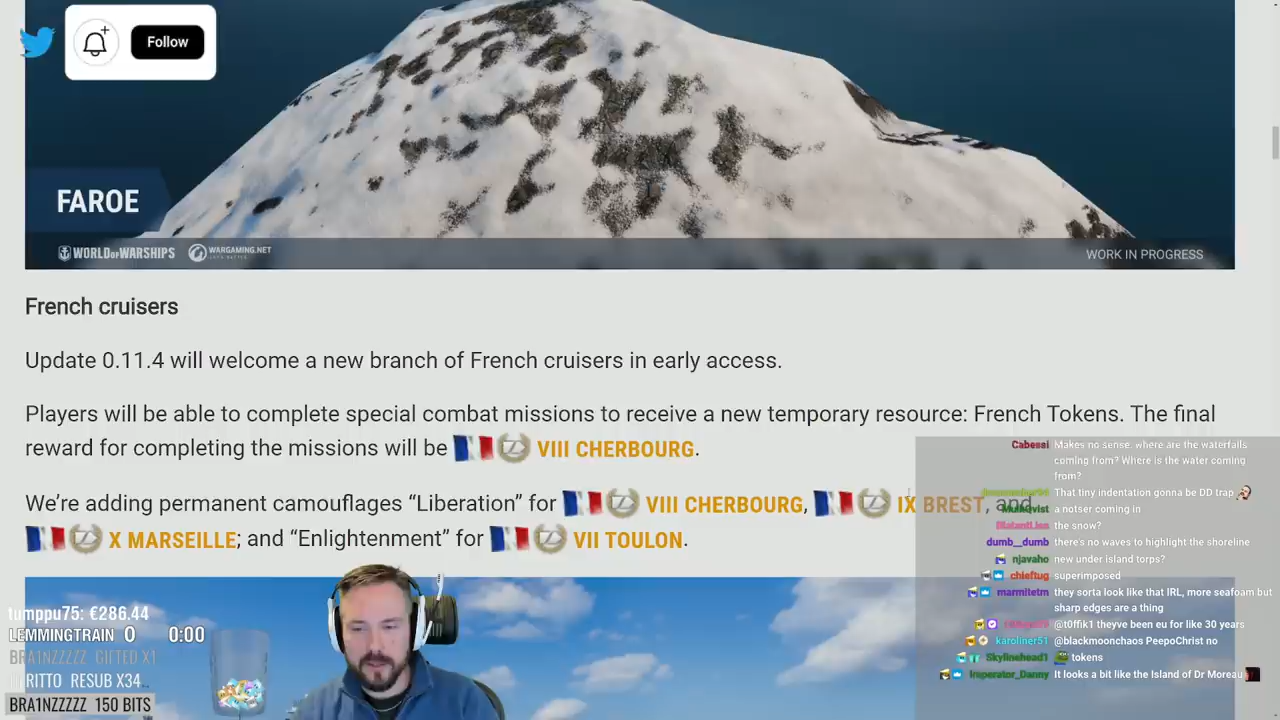 Follow
FAROE
WORLD OF WARSHIPS WARGAMING.NET
WORK IN PROGRESS
French cruisers
Update 0.11.4 will welcome a new branch of French cruisers in early access.
Players will be able to complete special combat missions to receive a new temporary resource: French Tokens. The final
reward for completing the missions will be VIII CHERBOURG.
We’re adding permanent camouflages “Liberation” for VIII CHERBOURG, IX BREST, and
X MARSEILLE; and “Enlightenment” for VII TOULON.
Cabessi Makes no sense. where are the waterfalls
coming from? Where is the water coming
from?
That tiny indentation gonna be DD trap
a notser coming in
the snow?
dumb__dumb there's no waves to highlight the shoreline
njavaho new under island torps?
chieftug superimposed
marmiletm they sorta look like that IRL, more seafoam but
sharp edges are a thing
@t0ffik1 theyve been eu for like 30 years
karoliner51 @blackmoonchaos PeepoChrist no
Skylinehead1 tokens
Imperator_Danny It looks a bit like the Island of Dr Moreau
tumppu75: €286.44
LEMMINGTRAIN 0 0:00
BRA1NZZZZZ GIFTED X1
RITTO RESUB X34
BRA1NZZZZZ 150 BITS